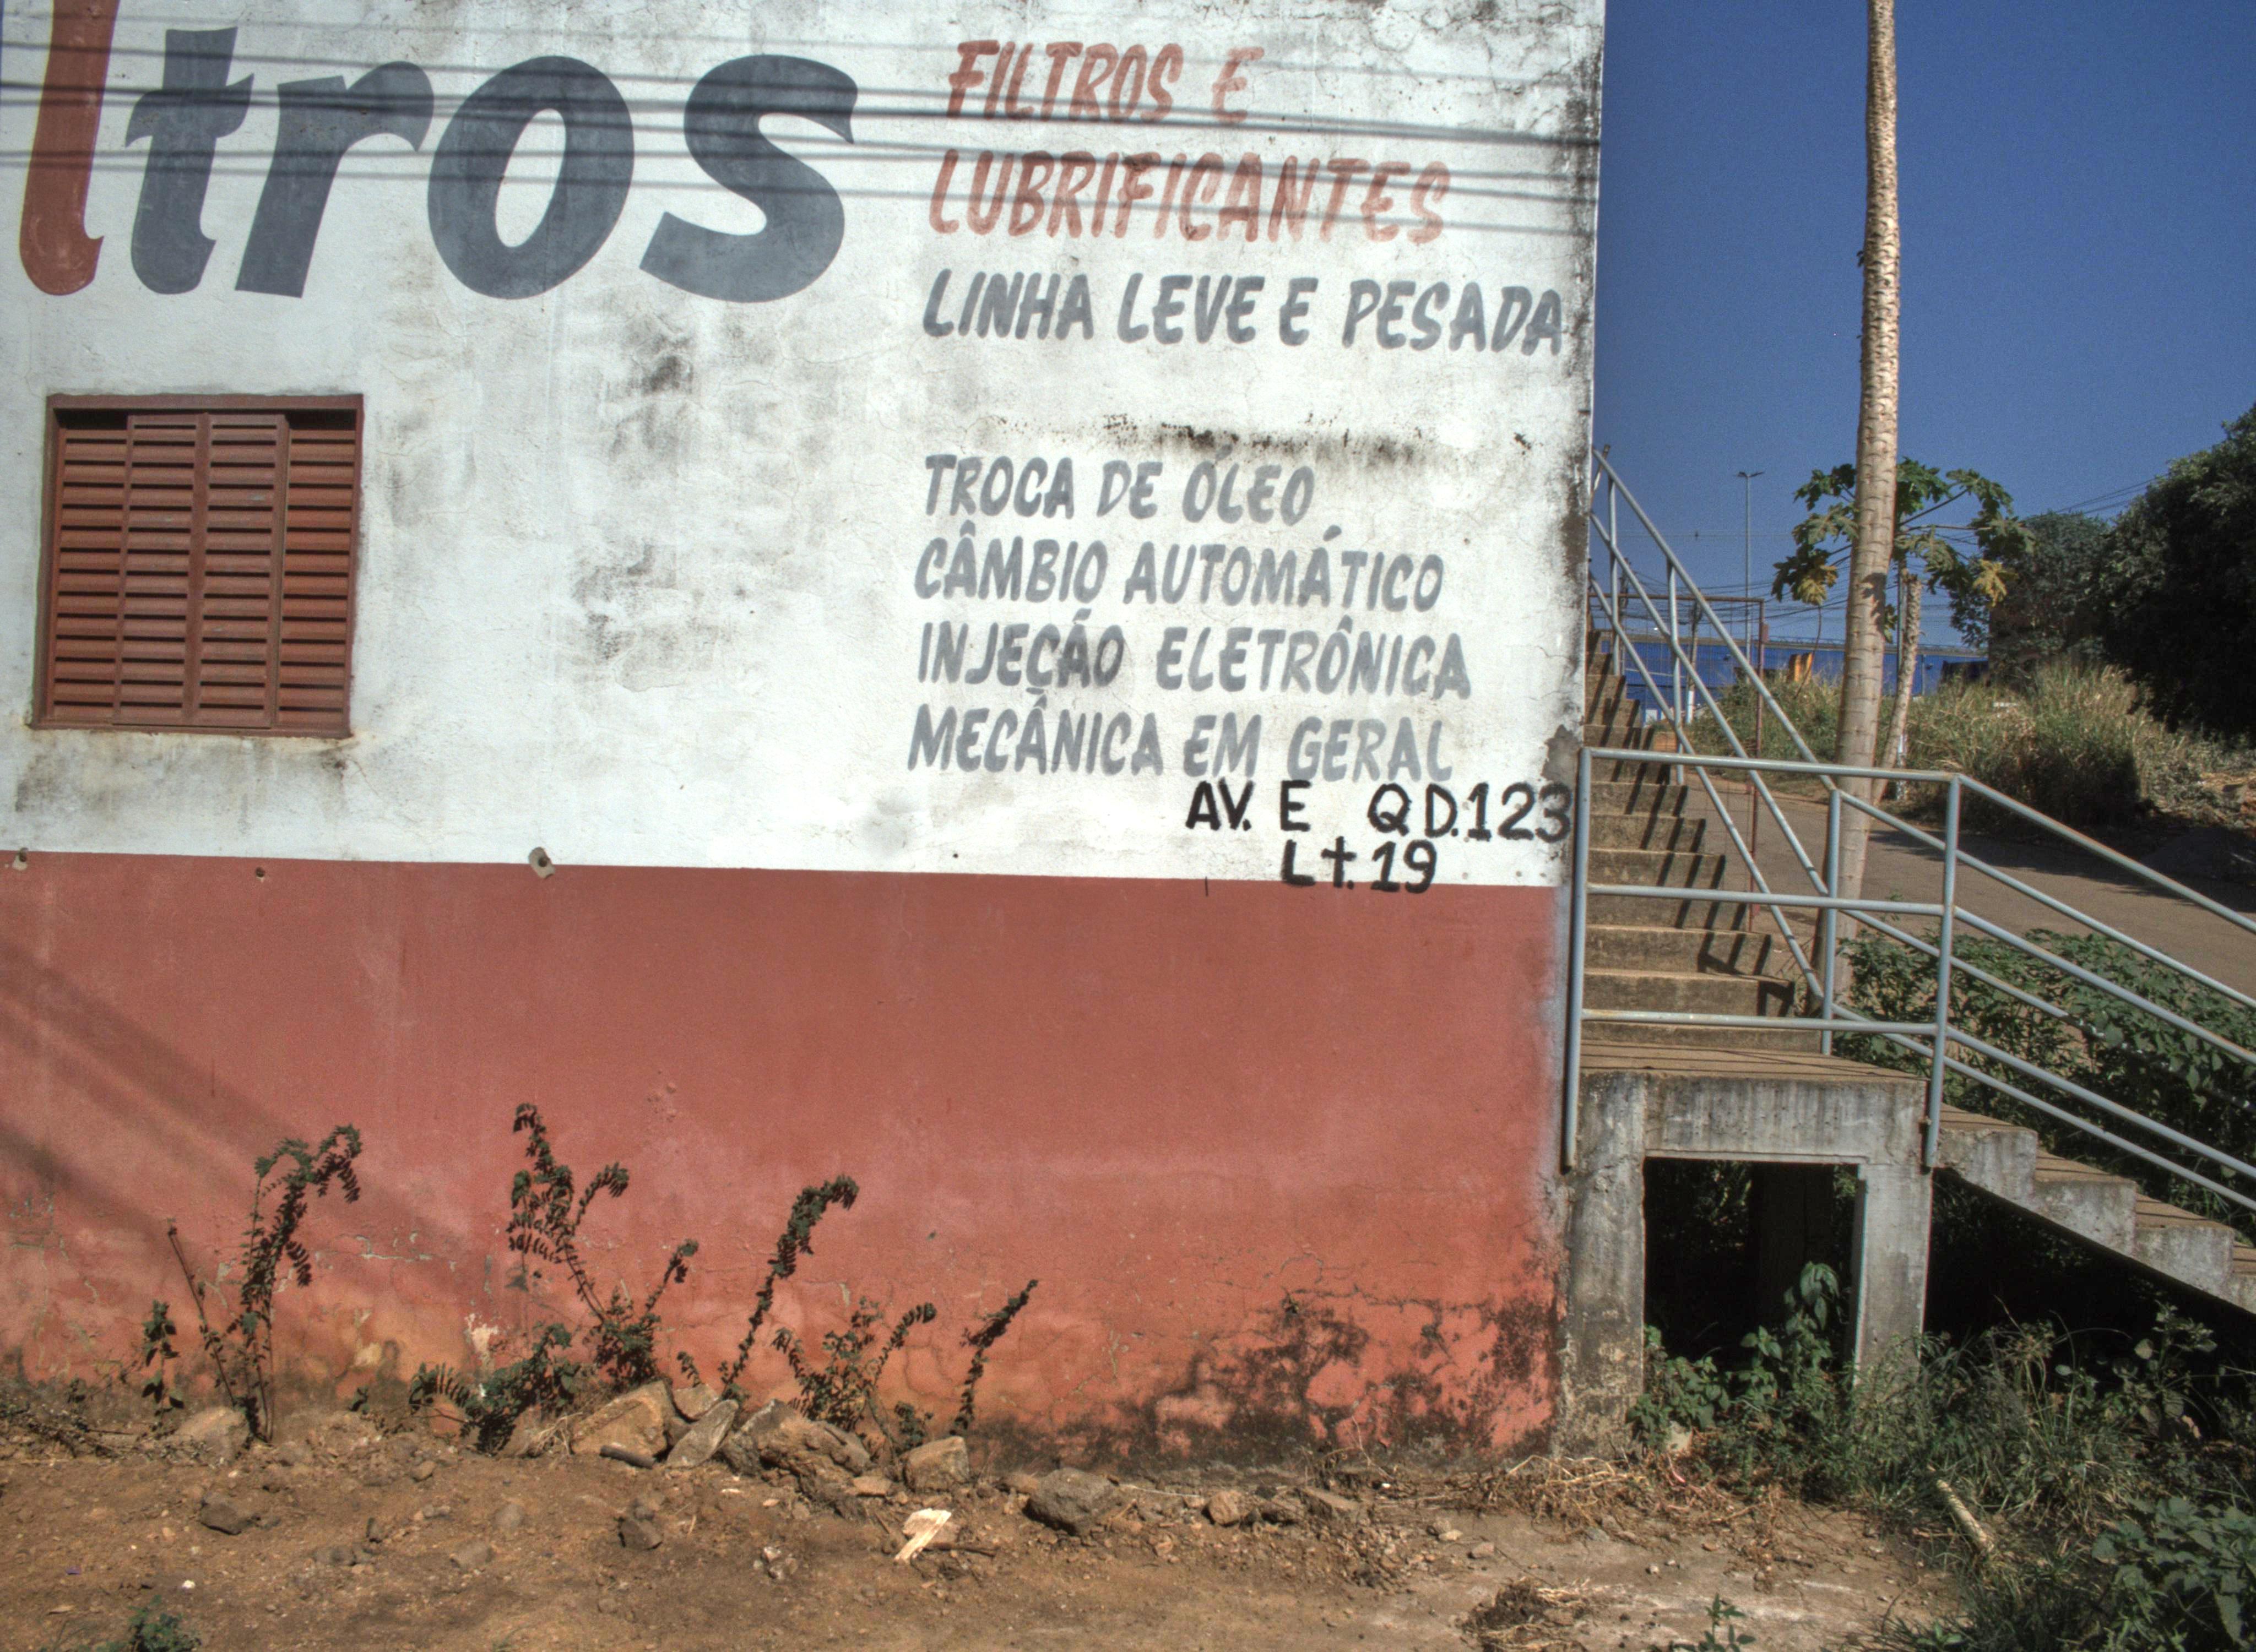 ltros
FILTROS E
LUBRIFICANTES
LINHA LEVE E PESADA
TROCA DE ÓLEO
CÂMBIO AUTOMÁTICO
INJEÇÃO ELETRÔNICA
MECÂNICA EM GERAL
AV. E QD.123
Lt.19